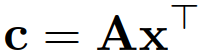 c = Ax⊤